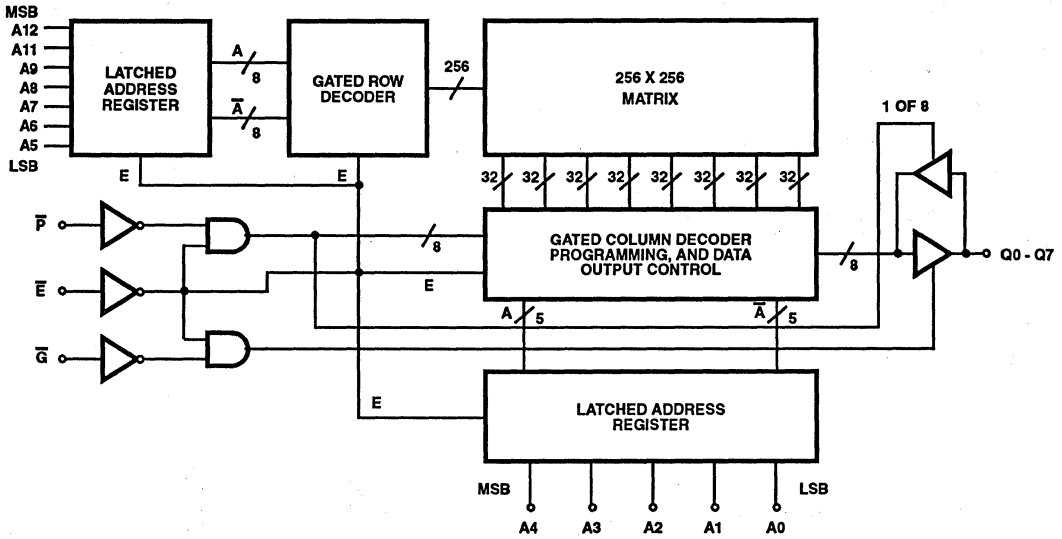 MSB
A12
A11
A9
A8
A7
A6
A5
LSB
LATCHED
ADDRESS
REGISTER
A
8
A̅
8
GATED ROW
DECODER
256
256 X 256
MATRIX
1 OF 8
E
E
32
32
32
32
32
32
32
32
P̅
E̅
G̅
8
E
GATED COLUMN DECODER
PROGRAMMING, AND DATA
OUTPUT CONTROL
8
Q0 - Q7
A
5
A̅
5
E
LATCHED ADDRESS
REGISTER
MSB
LSB
A4
A3
A2
A1
A0